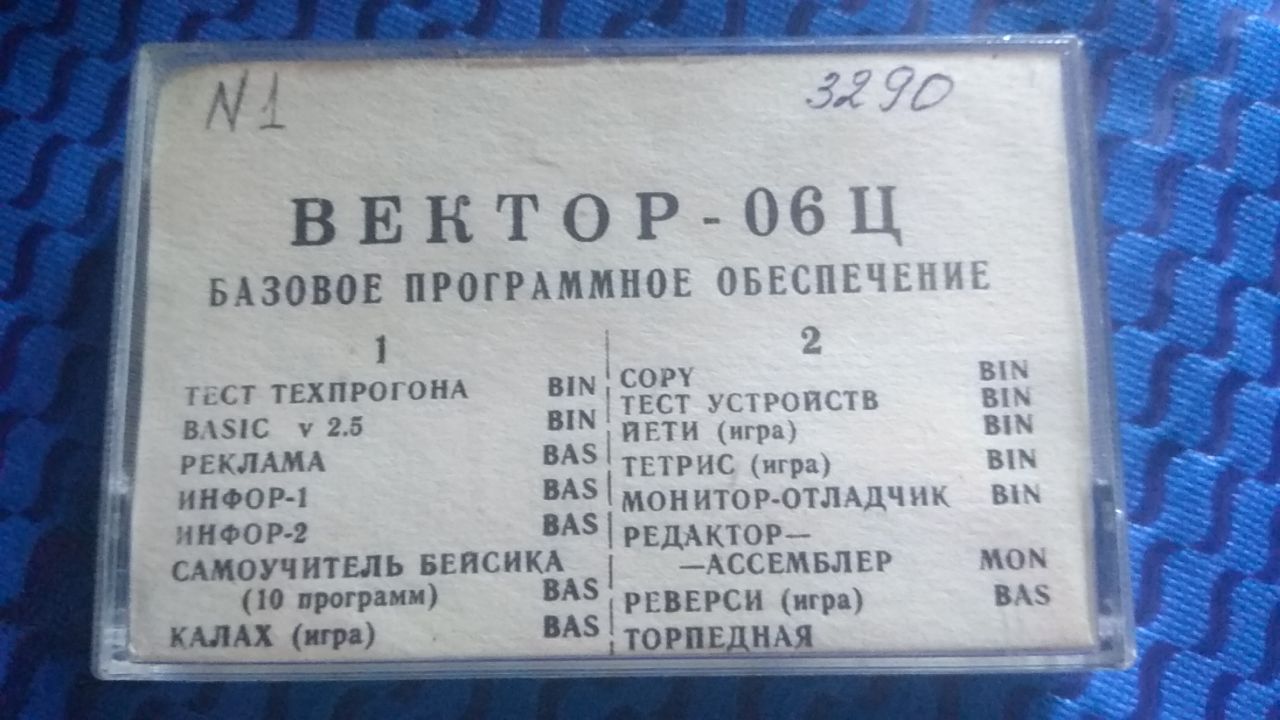 N 1 3290
ВЕКТОР-06Ц
БАЗОВОЕ ПРОГРАММНОЕ ОБЕСПЕЧЕНИЕ
1
ТЕСТ ТЕХПРОГОНА BIN
BASIC v 2.5 BIN
РЕКЛАМА BAS
ИНФОР-1 BAS
ИНФОР-2 BAS
САМОУЧИТЕЛЬ БЕЙСИКА
(10 программ) BAS
КАЛАХ (игра) BAS
2
COPY BIN
ТЕСТ УСТРОЙСТВ BIN
ЙЕТИ (игра) BIN
ТЕТРИС (игра) BIN
МОНИТОР-ОТЛАДЧИК BIN
РЕДАКТОР—
—АССЕМБЛЕР MON
РЕВЕРСИ (игра) BAS
ТОРПЕДНАЯ